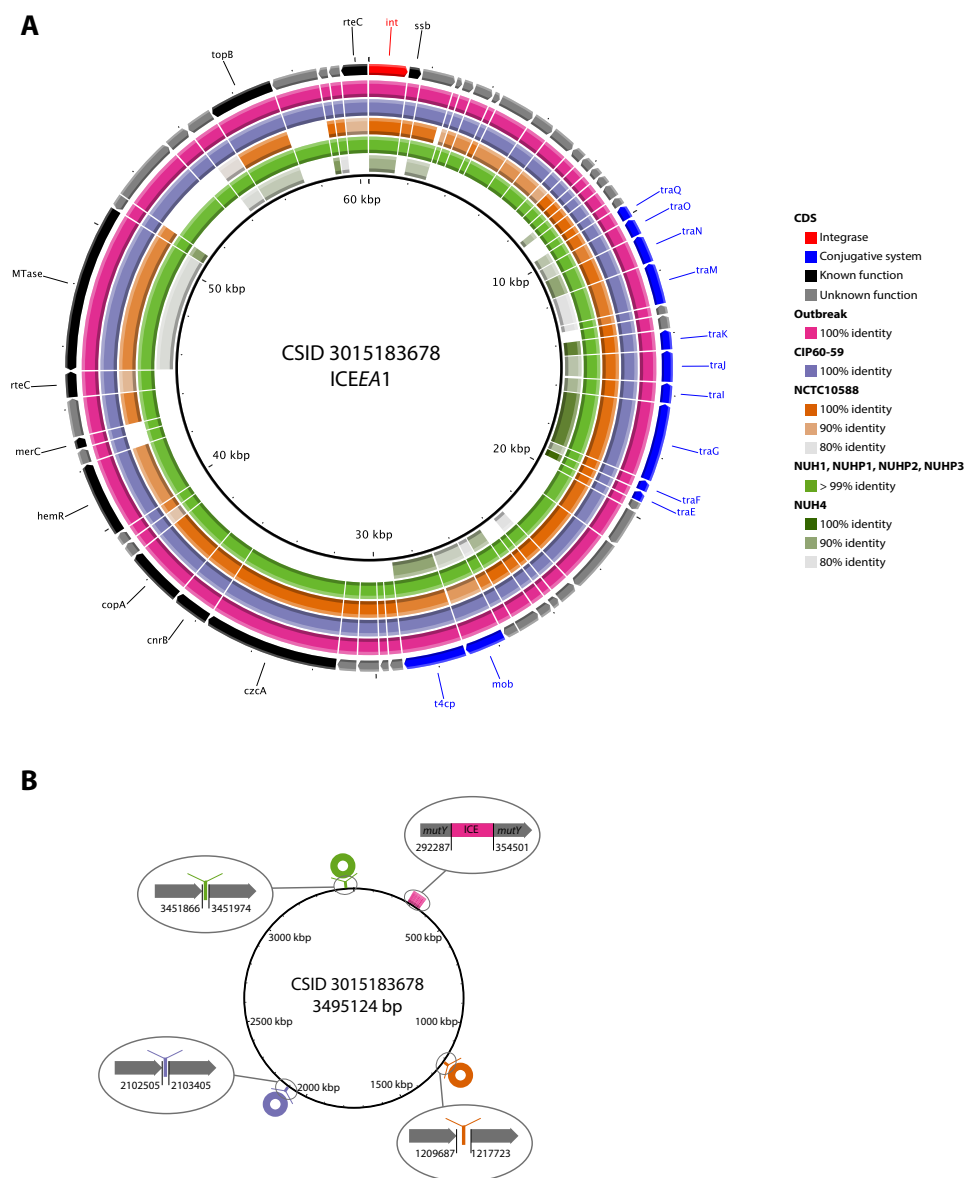 A
rteC
int
ssb
topB
traQ
traO
traN
traM
traK
traJ
traI
traG
traF
traE
mob
t4cp
czcA
cnrB
copA
hemR
merC
rteC
MTase
60 kbp
10 kbp
20 kbp
30 kbp
40 kbp
50 kbp
CSID 3015183678
ICEEA1
CDS
Integrase
Conjugative system
Known function
Unknown function
Outbreak
100% identity
CIP60-59
100% identity
NCTC10588
100% identity
90% identity
80% identity
NUH1, NUHP1, NUHP2, NUHP3
> 99% identity
NUH4
100% identity
90% identity
80% identity
B
mutY ICE mutY
292287 354501
3451866 3451974
3000 kbp
500 kbp
CSID 3015183678
3495124 bp
2500 kbp
1000 kbp
2000 kbp
1500 kbp
2102505 2103405
1209687 1217723